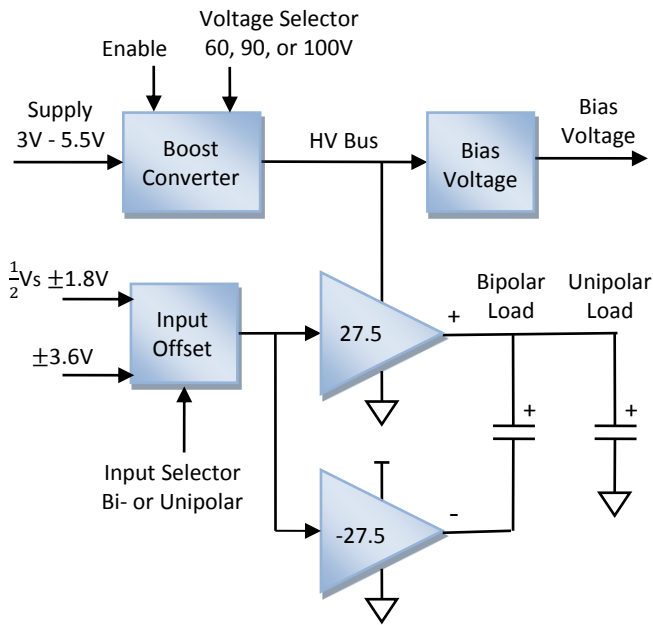 Voltage Selector
60, 90, or 100V
Enable
Supply
3V - 5.5V
Boost
Converter
HV Bus
Bias
Voltage
Bias
Voltage
½Vs ±1.8V
±3.6V
Input
Offset
Input Selector
Bi- or Unipolar
27.5
+
-27.5
-
Bipolar
Load
Unipolar
Load
+
+